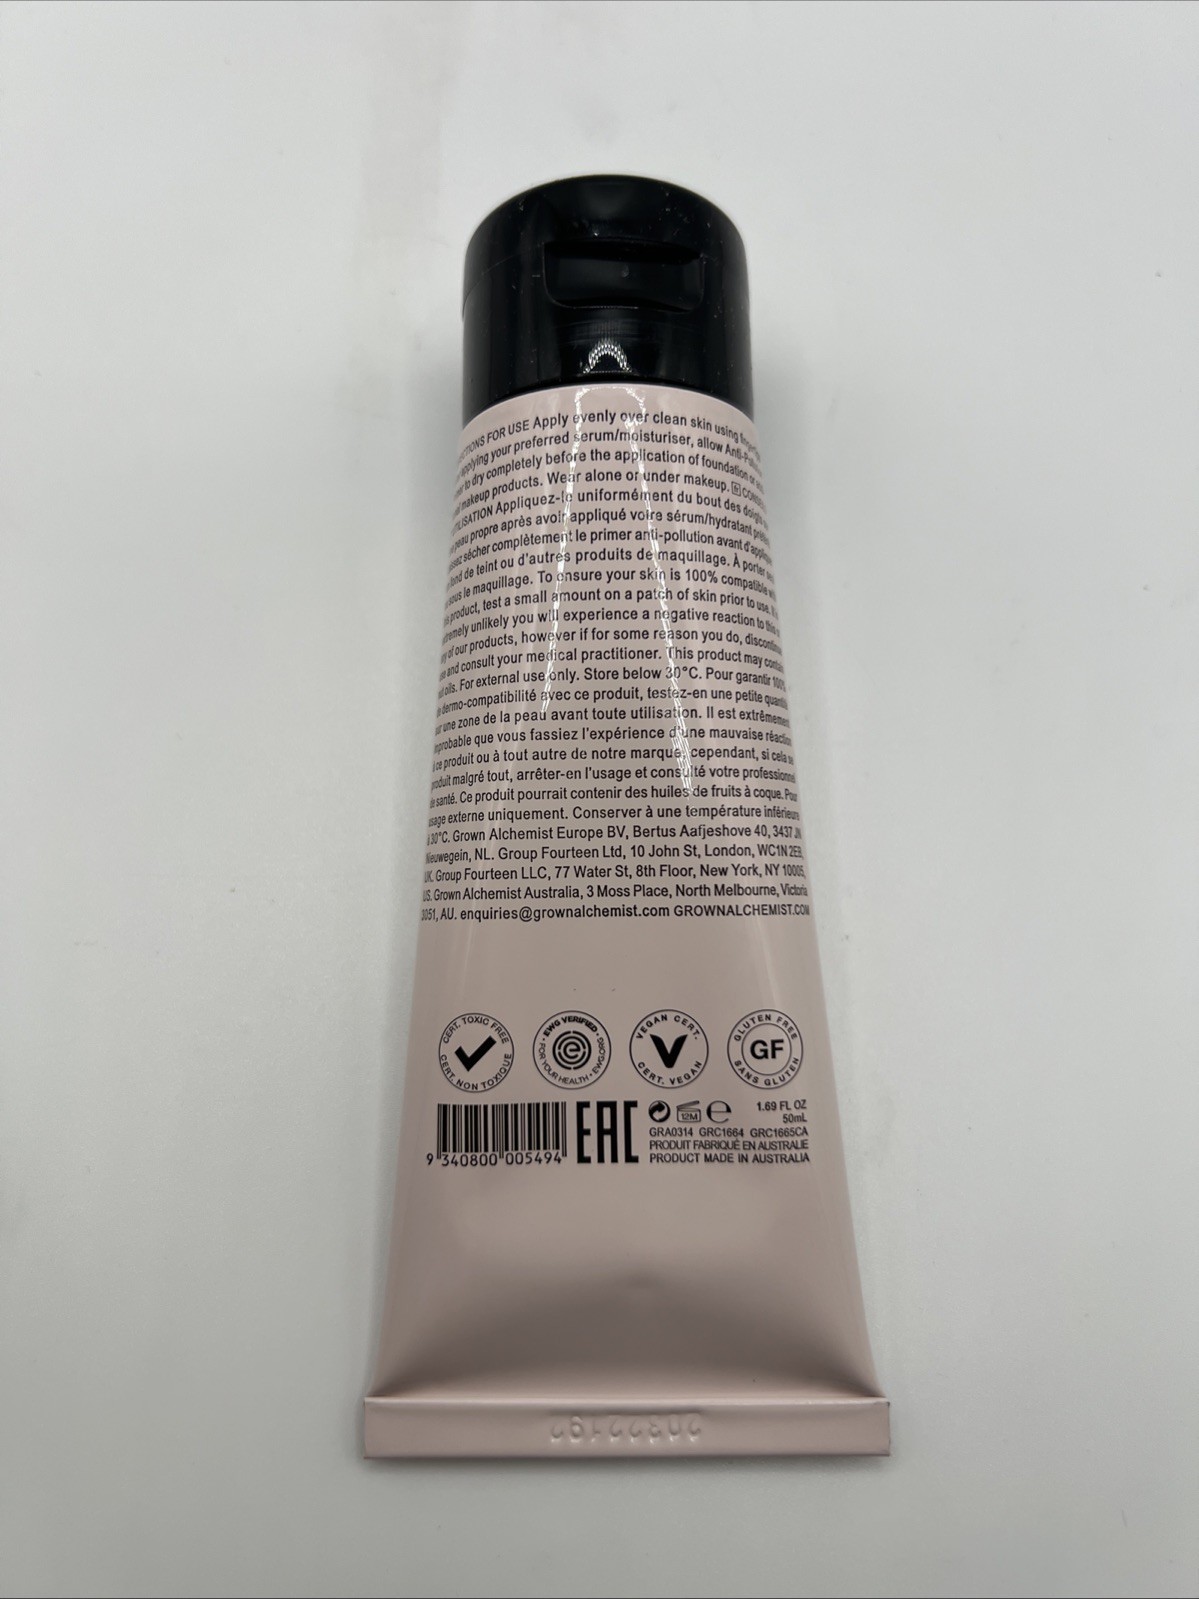 FOR USE Apply evenly over clean skin using
applying your preferred serum/moisturiser, allow
to dry completely before the application of foundation or
makeup products. Wear alone or under makeup. fr
Appliquez-le uniformément du bout des doigts
peau propre après avoir appliqué votre sérum/hydratant
sécher complètement le primer anti-pollution avant
fond de teint ou d'autres produits de maquillage. À porter
sous le maquillage. To ensure your skin is 100% compatible
product, test a small amount on a patch of skin prior to use.
unlikely you will experience a negative reaction to
of our products, however if for some reason you do,
and consult your medical practitioner. This product may
oils. For external use only. Store below 30°C. Pour garantir 100%
dermo-compatibilité avec ce produit, testez-en une petite
une zone de la peau avant toute utilisation. Il est extrêmement
que vous fassiez l'expérience d'une mauvaise réaction
ce produit ou à tout autre de notre marque, cependant, si cela se
produit malgré tout, arrêter-en l'usage et consulté votre professionnel
de santé. Ce produit pourrait contenir des huiles de fruits à coque. Pour
usage externe uniquement. Conserver à une température inférieure
à 30°C. Grown Alchemist Europe BV, Bertus Aafjeshove 40, 3437 JN
Nieuwegein, NL. Group Fourteen Ltd, 10 John St, London, WC1N 2EB,
UK. Group Fourteen LLC, 77 Water St, 8th Floor, New York, NY 10005,
US. Grown Alchemist Australia, 3 Moss Place, North Melbourne, Victoria
3051, AU. enquiries@grownalchemist.com GROWNALCHEMIST.COM
CERT. TOXIC FREE
CERT. NON TOXIQUE
EWG VERIFIED
FOR YOUR HEALTH • EWG.ORG
VEGAN CERT.
V
CERT. VEGAN
GLUTEN FREE
GF
SANS GLUTEN
9 340800 005494
EAC
12M
e
1.69 FL OZ
50mL
GRA0314 GRC1664 GRC1665CA
PRODUIT FABRIQUÉ EN AUSTRALIE
PRODUCT MADE IN AUSTRALIA